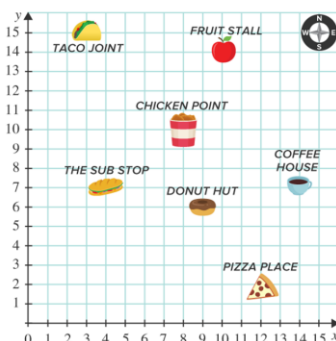 y
15
14
13
12
11
10
9
8
7
6
5
4
3
2
1
TACO JOINT
FRUIT STALL
N
W E
S
CHICKEN POINT
THE SUB STOP
COFFEE
HOUSE
DONUT HUT
PIZZA PLACE
0 1 2 3 4 5 6 7 8 9 10 11 12 13 14 15